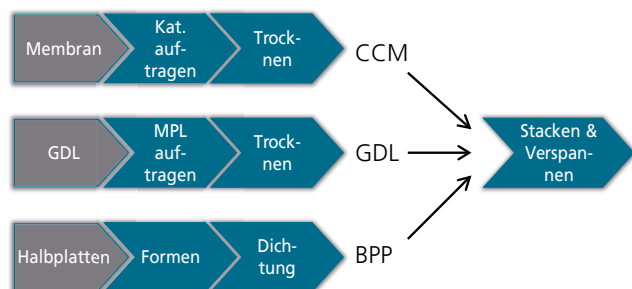 Membran
Kat.
auf-
tragen
Trock-
nen
CCM
GDL
MPL
auf-
tragen
Trock-
nen
GDL
Halbplatten
Formen
Dich-
tung
BPP
Stacken &
Verspan-
nen